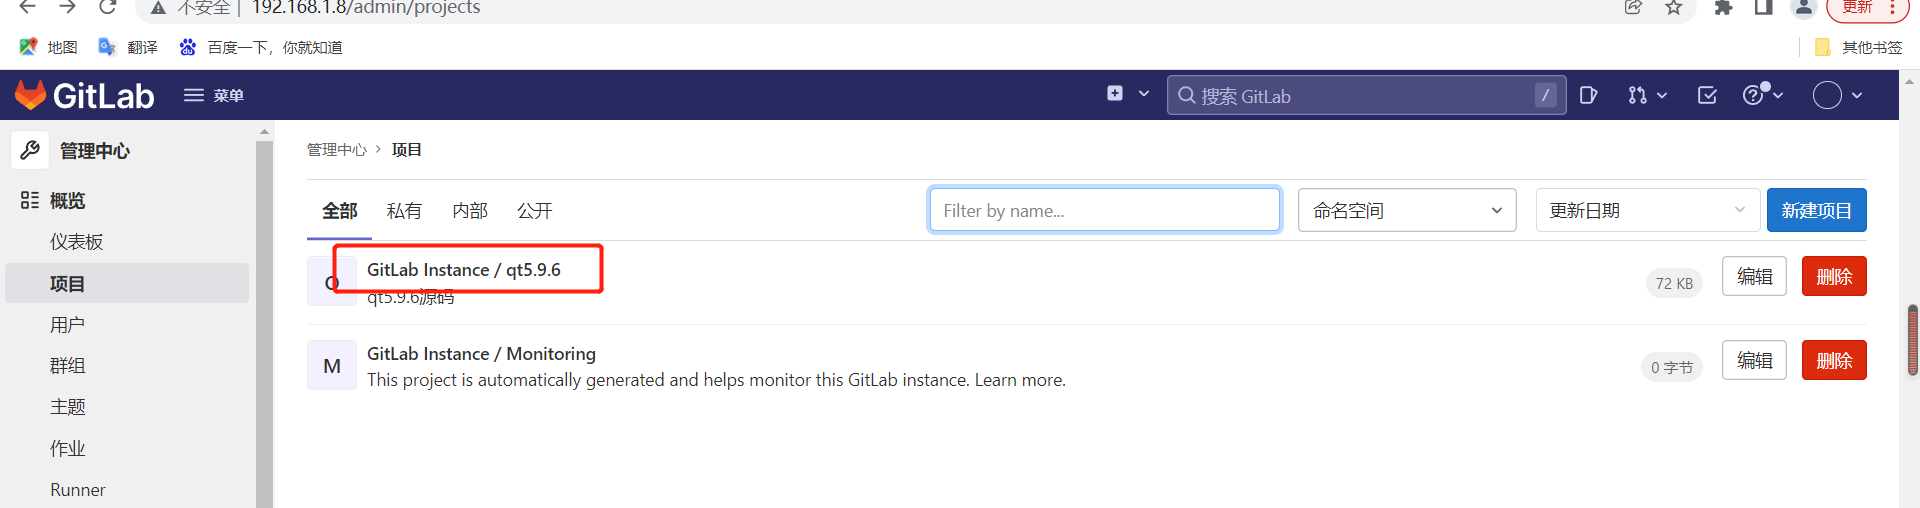 不安全 | 192.168.1.8/admin/projects
更新
地图 翻译 百度一下，你就知道 其他书签
GitLab 菜单 搜索 GitLab /
管理中心
概览
仪表板
项目
用户
群组
主题
作业
Runner
管理中心 › 项目
全部 私有 内部 公开 Filter by name... 命名空间 更新日期 新建项目
Q GitLab Instance / qt5.9.6 72 KB 编辑 删除
qt5.9.6源码
M GitLab Instance / Monitoring 0 字节 编辑 删除
This project is automatically generated and helps monitor this GitLab instance. Learn more.